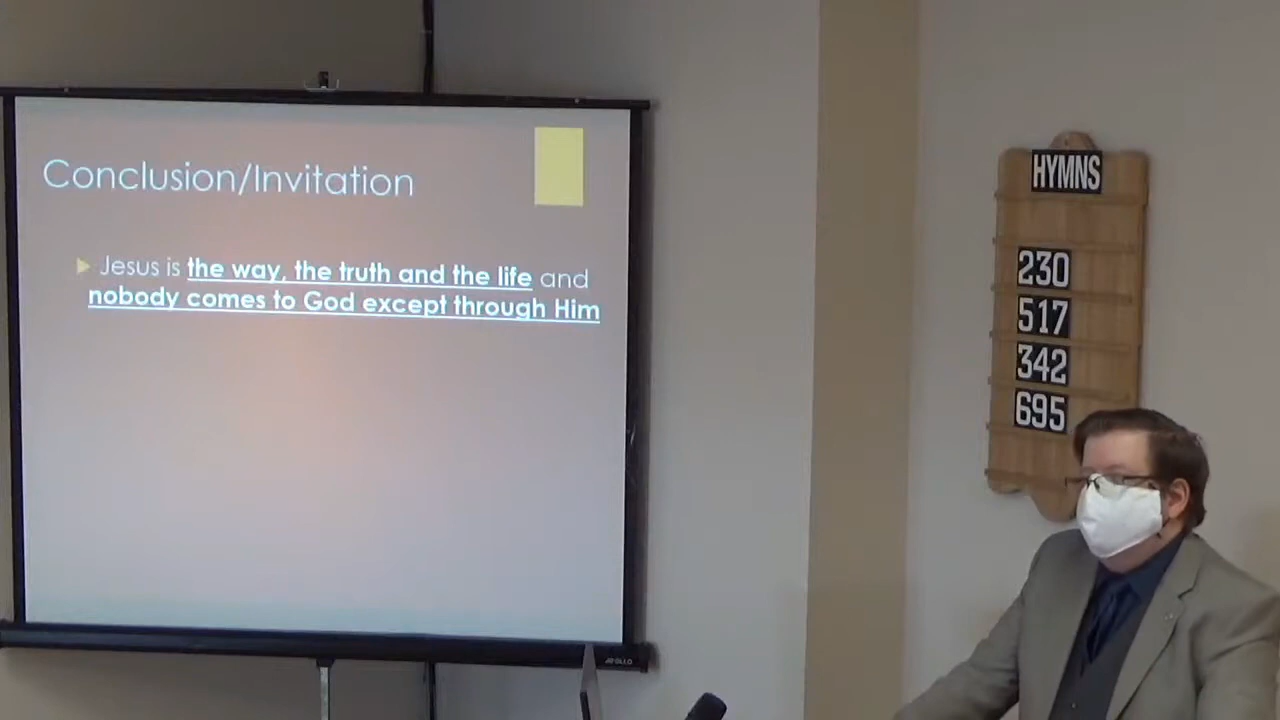 Conclusion/Invitation
Jesus is the way, the truth and the life and
nobody comes to God except through Him
HYMNS
230
517
342
695
APOLLO